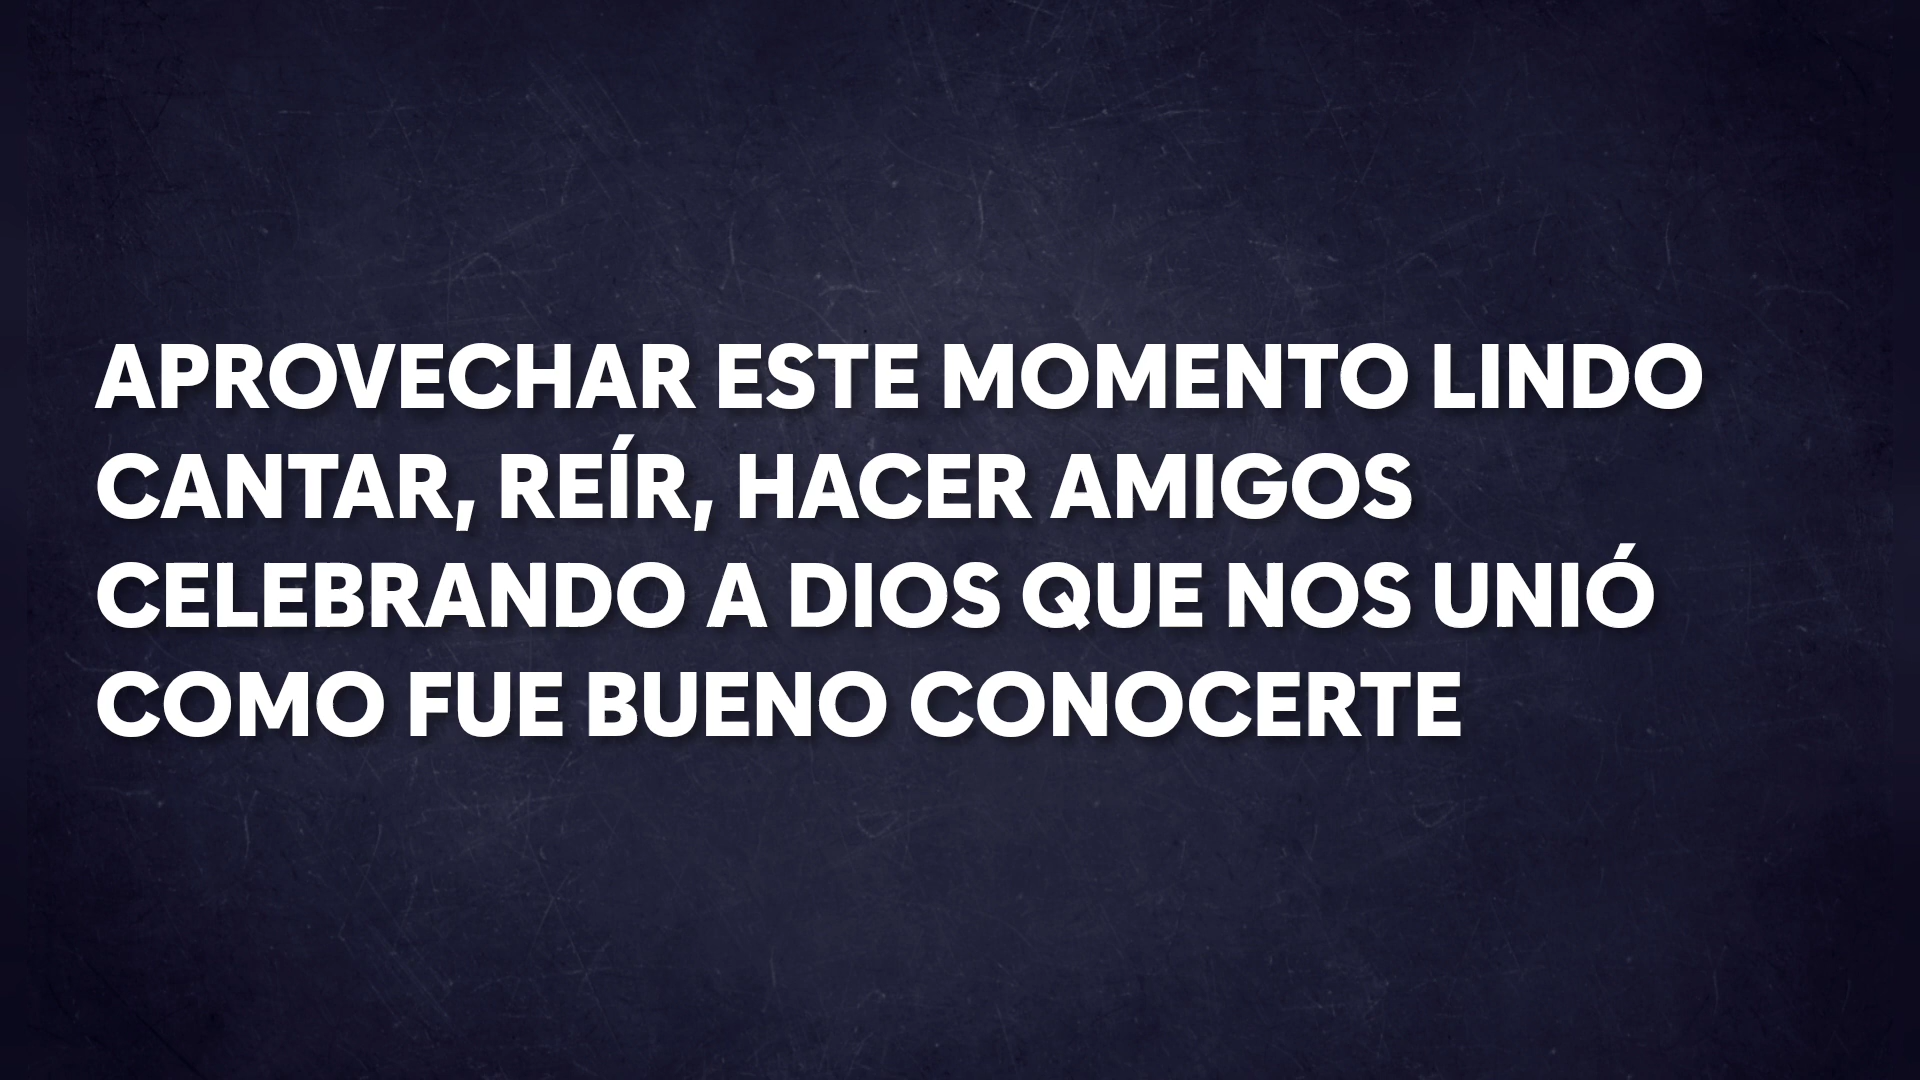 APROVECHAR ESTE MOMENTO LINDO
CANTAR, REÍR, HACER AMIGOS
CELEBRANDO A DIOS QUE NOS UNIÓ
COMO FUE BUENO CONOCERTE